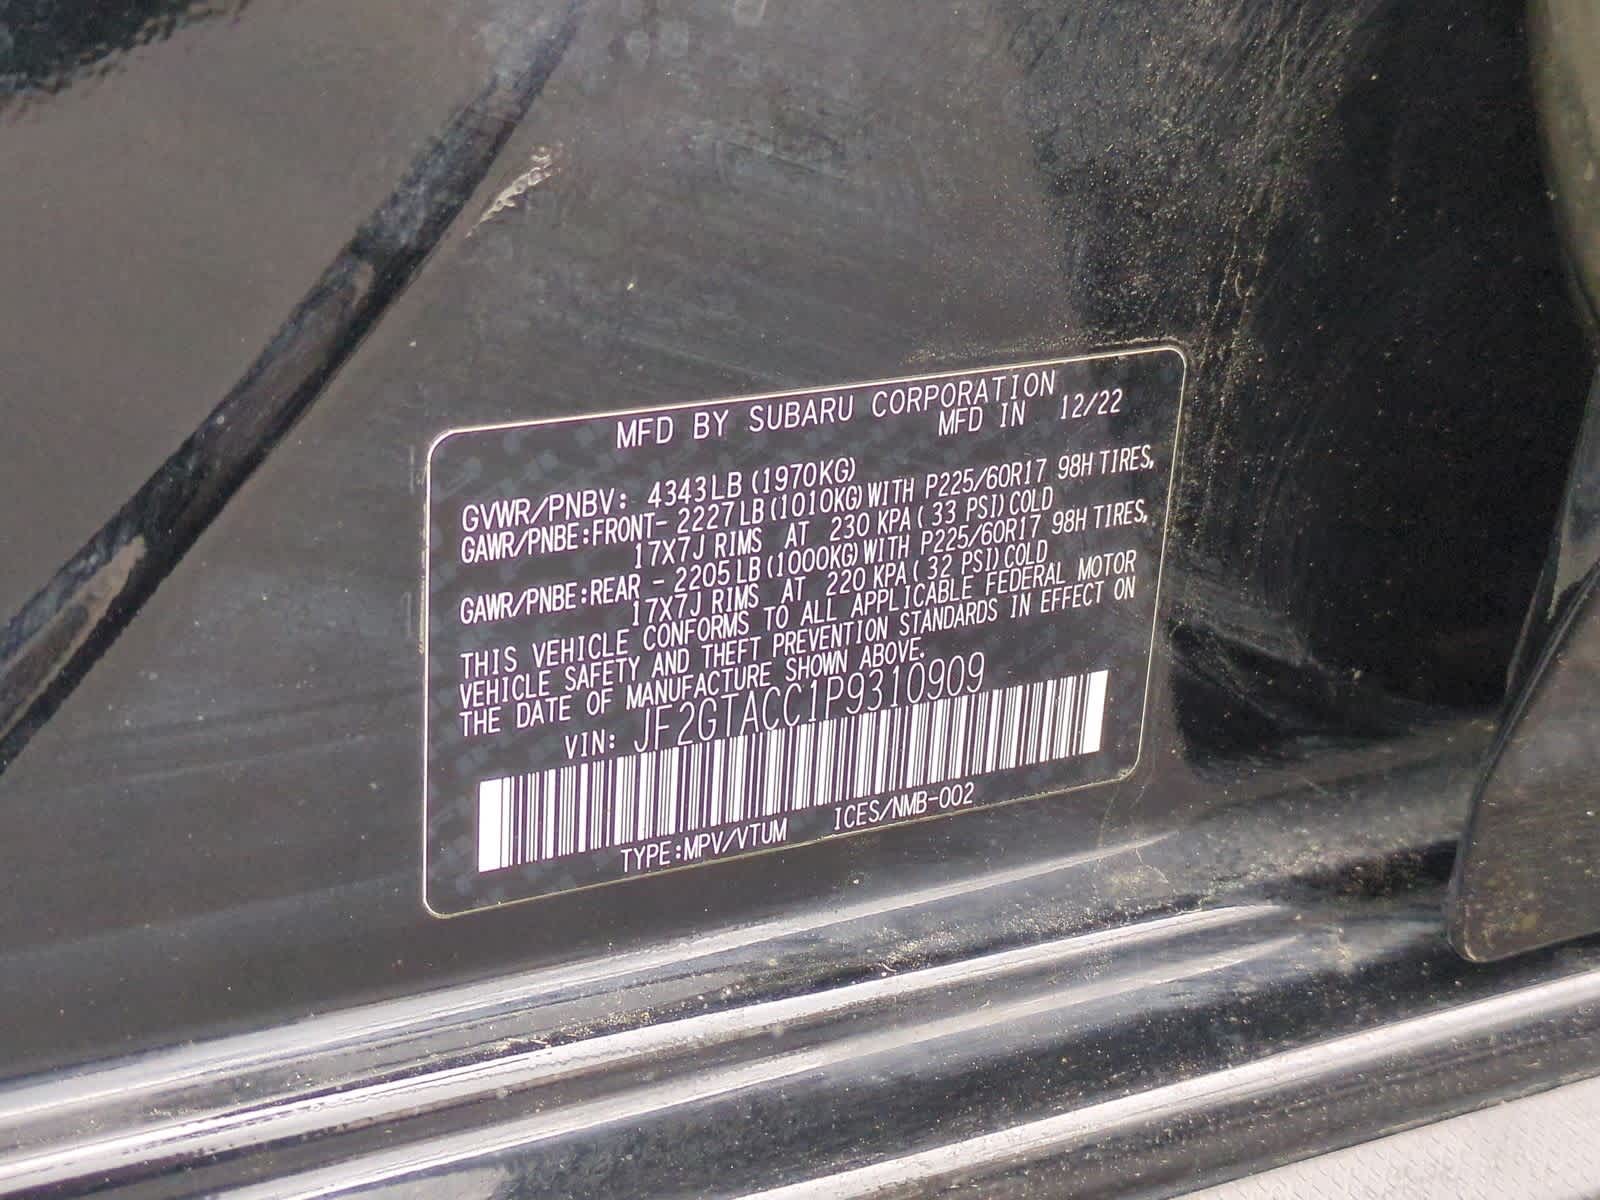 MFD BY SUBARU CORPORATION
MFD IN 12/22
GVWR/PNBV: 4343LB (1970KG)
GAWR/PNBE:FRONT- 2227LB (1010KG) WITH P225/60R17 98H TIRES,
17X7J RIMS AT 230 KPA( 33 PSI) COLD
GAWR/PNBE:REAR - 2205LB (1000KG) WITH P225/60R17 98H TIRES,
17X7J RIMS AT 220 KPA( 32 PSI) COLD
THIS VEHICLE CONFORMS TO ALL APPLICABLE FEDERAL MOTOR
VEHICLE SAFETY AND THEFT PREVENTION STANDARDS IN EFFECT ON
THE DATE OF MANUFACTURE SHOWN ABOVE.
VIN: JF2GTACC1P9310909
TYPE:MPV/VTUM ICES/NMB-002